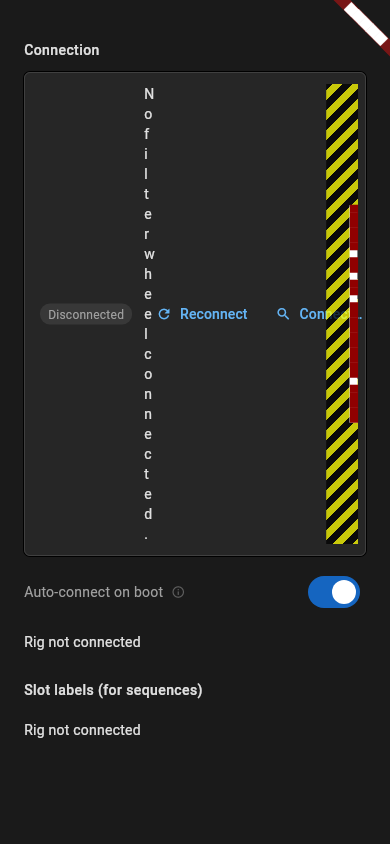 Connection
No filter wheel connected.
Disconnected
Reconnect
Auto-connect on boot
Rig not connected
Slot labels (for sequences)
Rig not connected